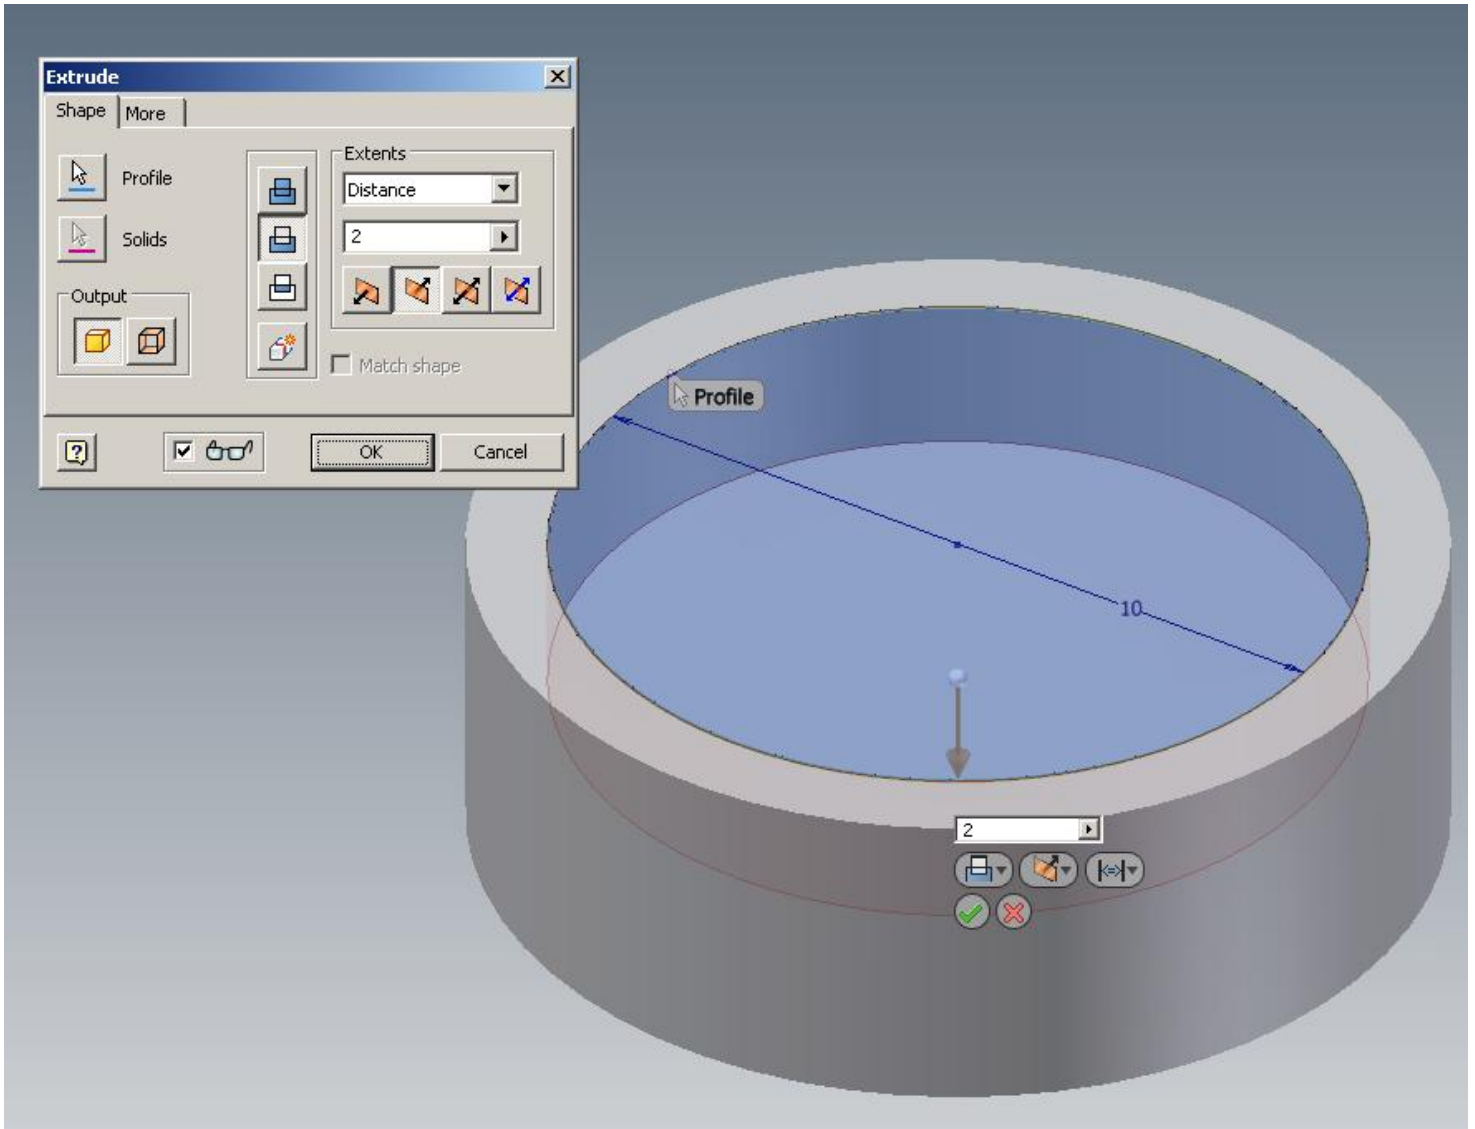 Extrude
Shape
More
Profile
Extents
Distance
Solids
2
Output
Match shape
OK
Cancel
Profile
10
2